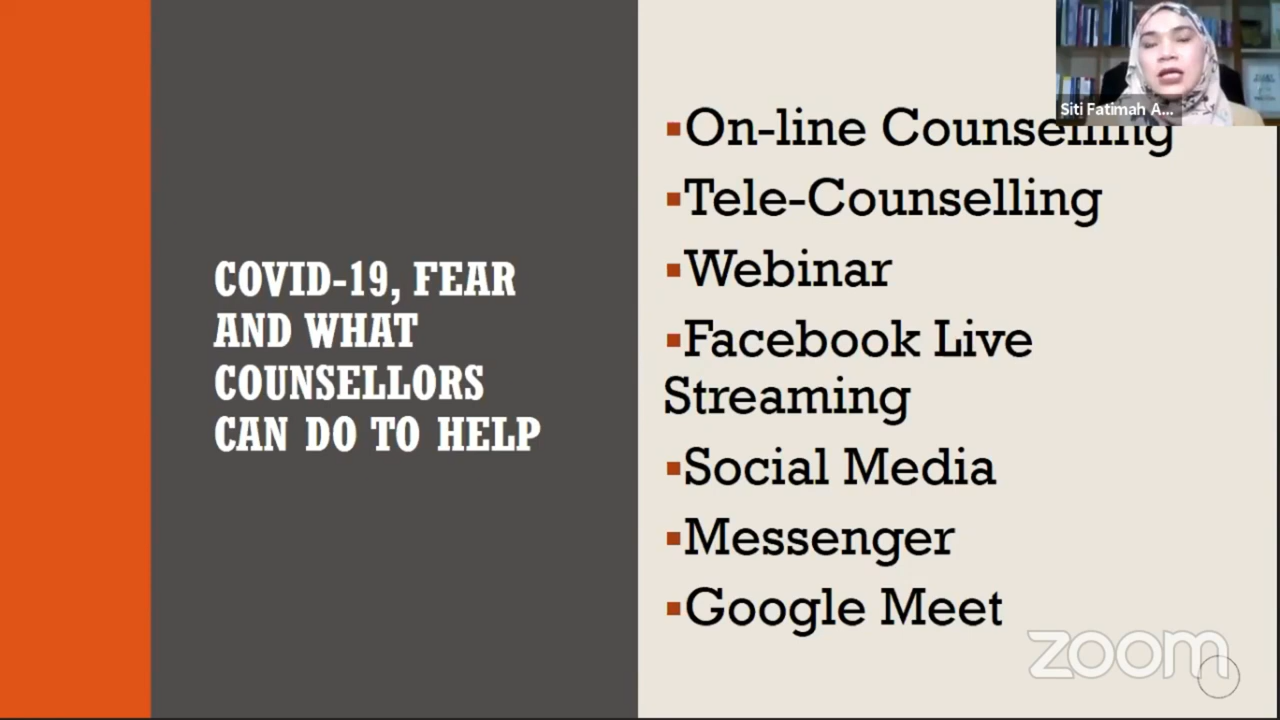 COVID-19, FEAR
AND WHAT
COUNSELLORS
CAN DO TO HELP
▪On-line Counselling
▪Tele-Counselling
▪Webinar
▪Facebook Live
Streaming
▪Social Media
▪Messenger
▪Google Meet
Siti Fatimah A...
zoom